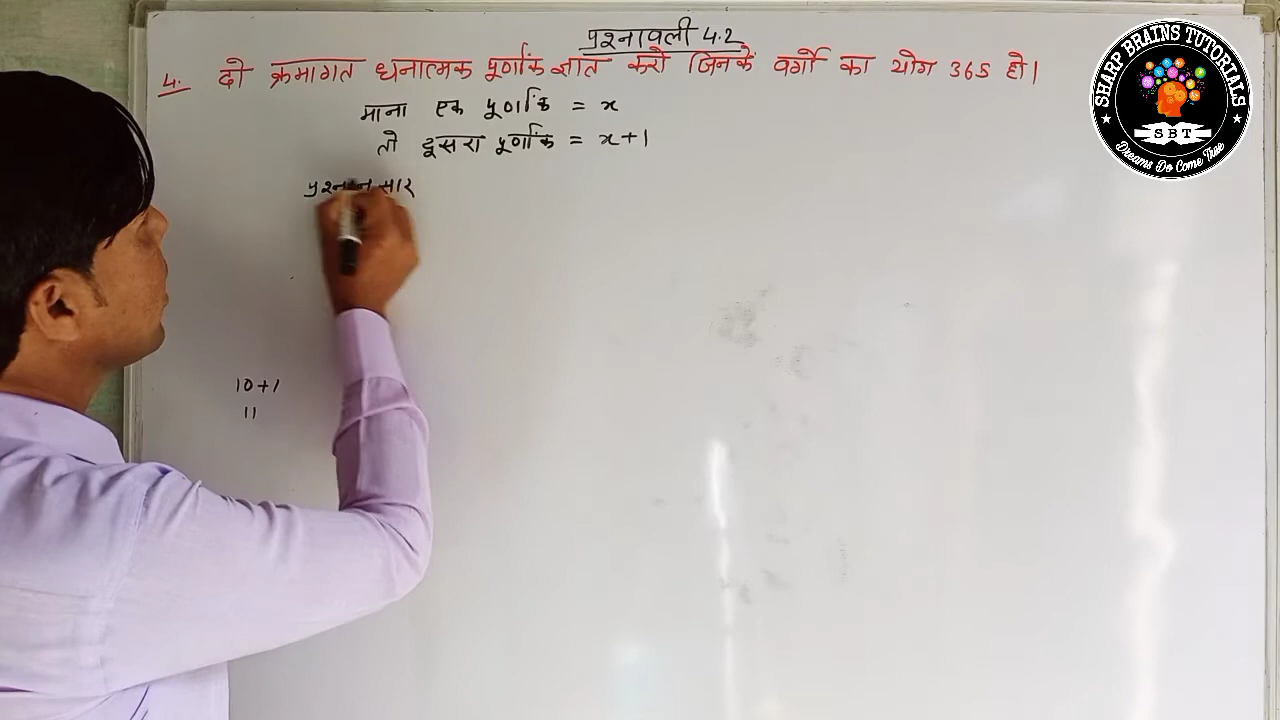 प्रश्नावली 4.2
4. दो क्रमागत धनात्मक पूर्णांक ज्ञात करो जिनके वर्गों का योग 365 हो।
माना एक पूर्णांक = x
तो दूसरा पूर्णांक = x+1
प्रश्नानुसार
10+1
11
SHARP BRAINS TUTORIALS
SBT
Dreams Do Come True